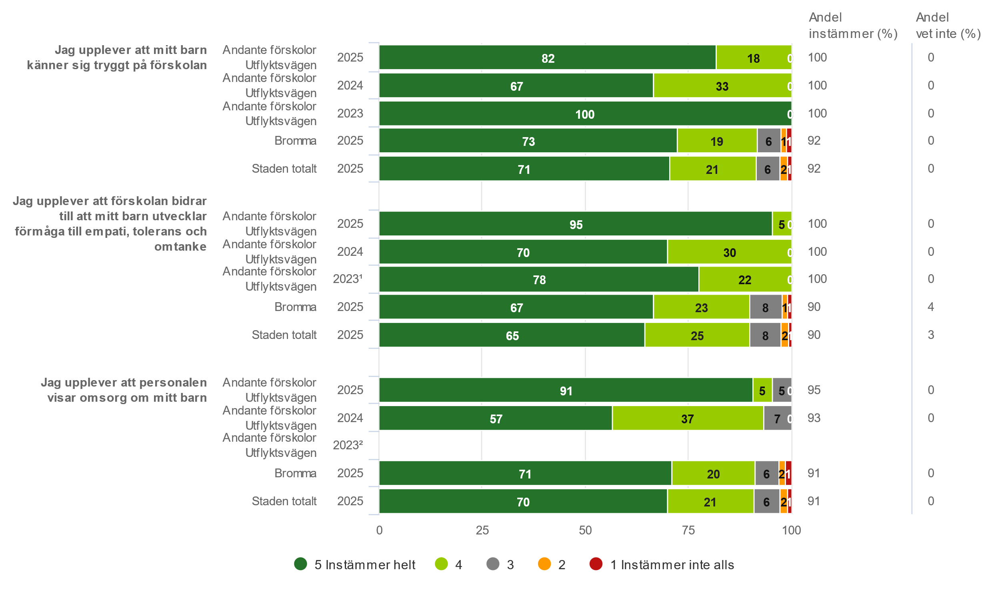 Andel
instämmer (%)
Andel
vet inte (%)
Jag upplever att mitt barn
känner sig tryggt på förskolan
Andante förskolor
Utflyktsvägen
2025
82 18 0
100 0
Andante förskolor
Utflyktsvägen
2024
67 33 0
100 0
Andante förskolor
Utflyktsvägen
2023
100 0
100 0
Bromma 2025 73 19 6 1 1 92 0
Staden totalt 2025 71 21 6 2 1 92 0
Jag upplever att förskolan bidrar
till att mitt barn utvecklar
förmåga till empati, tolerans och
omtanke
Andante förskolor
Utflyktsvägen
2025
95 5 0
100 0
Andante förskolor
Utflyktsvägen
2024
70 30 0
100 0
Andante förskolor
Utflyktsvägen
2023¹
78 22 0
100 0
Bromma 2025 67 23 8 1 1 90 4
Staden totalt 2025 65 25 8 2 1 90 3
Jag upplever att personalen
visar omsorg om mitt barn
Andante förskolor
Utflyktsvägen
2025
91 5 5 0
95 0
Andante förskolor
Utflyktsvägen
2024
57 37 7 0
93 0
Andante förskolor
Utflyktsvägen
2023²
Bromma 2025 71 20 6 2 1 91 0
Staden totalt 2025 70 21 6 2 1 91 0
0 25 50 75 100
5 Instämmer helt 4 3 2 1 Instämmer inte alls